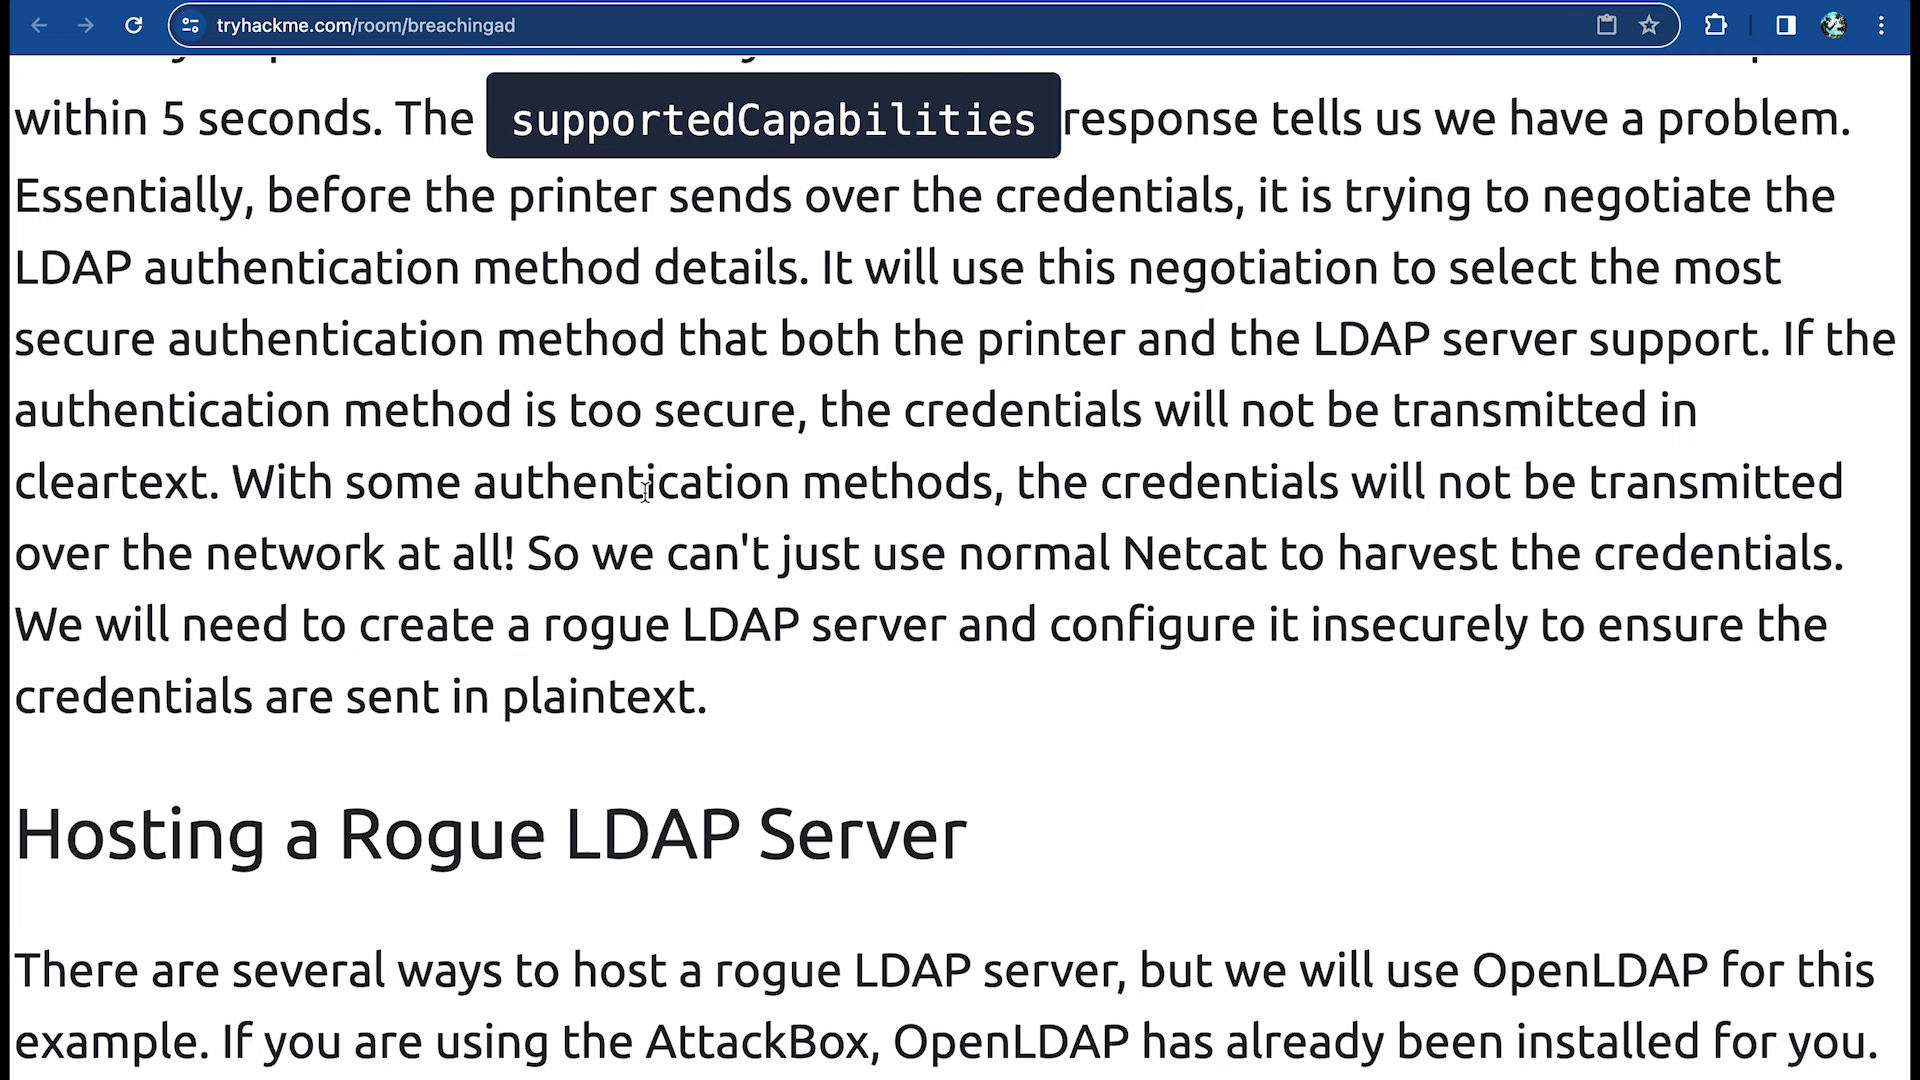 tryhackme.com/room/breachingad
within 5 seconds. The supportedCapabilities response tells us we have a problem.
Essentially, before the printer sends over the credentials, it is trying to negotiate the
LDAP authentication method details. It will use this negotiation to select the most
secure authentication method that both the printer and the LDAP server support. If the
authentication method is too secure, the credentials will not be transmitted in
cleartext. With some authentication methods, the credentials will not be transmitted
over the network at all! So we can't just use normal Netcat to harvest the credentials.
We will need to create a rogue LDAP server and configure it insecurely to ensure the
credentials are sent in plaintext.
Hosting a Rogue LDAP Server
There are several ways to host a rogue LDAP server, but we will use OpenLDAP for this
example. If you are using the AttackBox, OpenLDAP has already been installed for you.